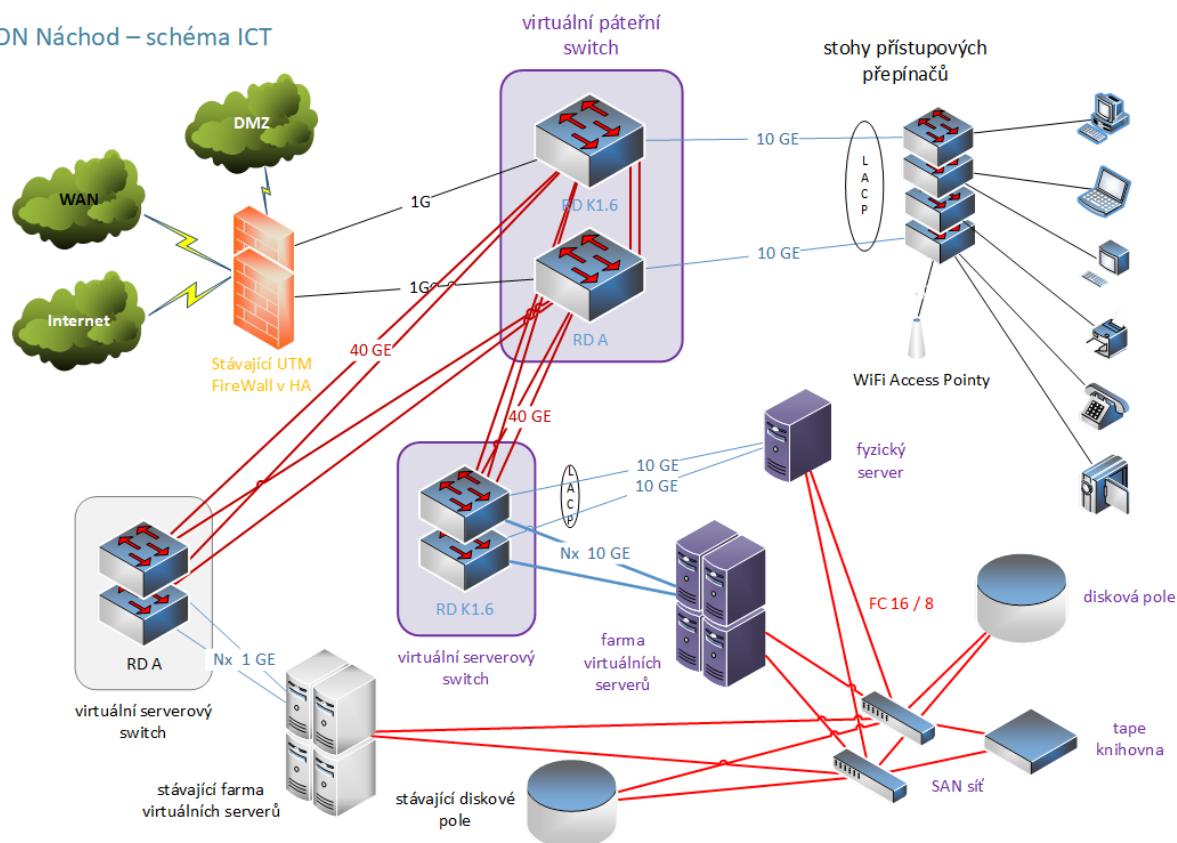 ON Náchod – schéma ICT
virtuální páteřní
switch
stohy přístupových
přepínačů
DMZ
WAN
Internet
Stávající UTM
FireWall v HA
1G
1G
RD K1.6
RD A
10 GE
10 GE
L
A
C
P
WiFi Access Pointy
40 GE
40 GE
fyzický
server
10 GE
10 GE
L
A
C
P
Nx 10 GE
RD K1.6
virtuální serverový
switch
farma
virtuálních
serverů
FC 16 / 8
disková pole
RD A
Nx 1 GE
virtuální serverový
switch
stávající farma
virtuálních serverů
stávající diskové
pole
SAN síť
tape
knihovna